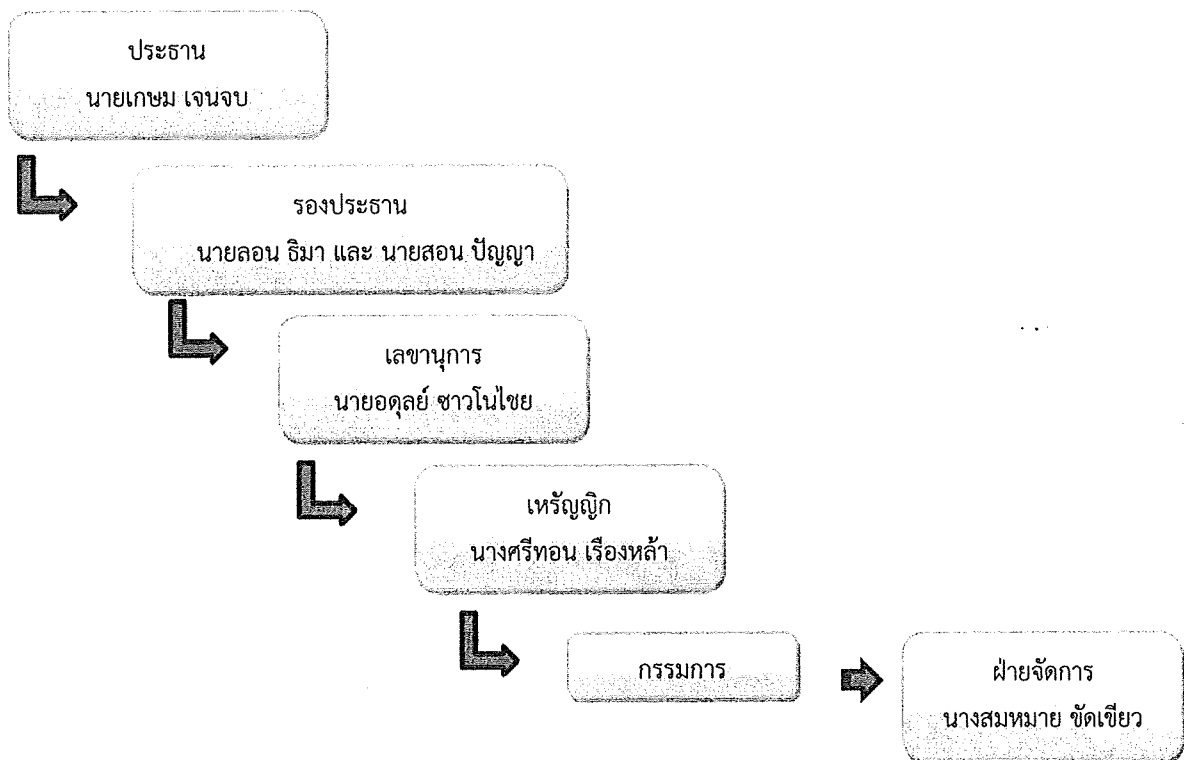 ประธาน
นายเกษม เจนจบ
รองประธาน
นายลอน ธิมา และ นายสอน ปัญญา
เลขานุการ
นายอดุลย์ ซาวโนไชย
เหรัญญิก
นางศรีทอน เรืองหล้า
กรรมการ
ฝ่ายจัดการ
นางสมหมาย ขัดเขียว